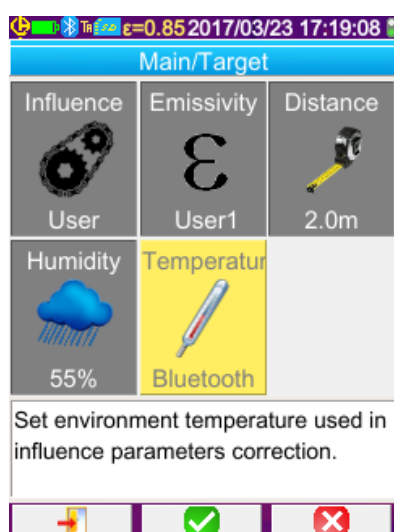 ε=0.85 2017/03/23 17:19:08
Main/Target
Influence Emissivity Distance
ε
User User1 2.0m
Humidity Temperatur
55% Bluetooth
Set environment temperature used in
influence parameters correction.